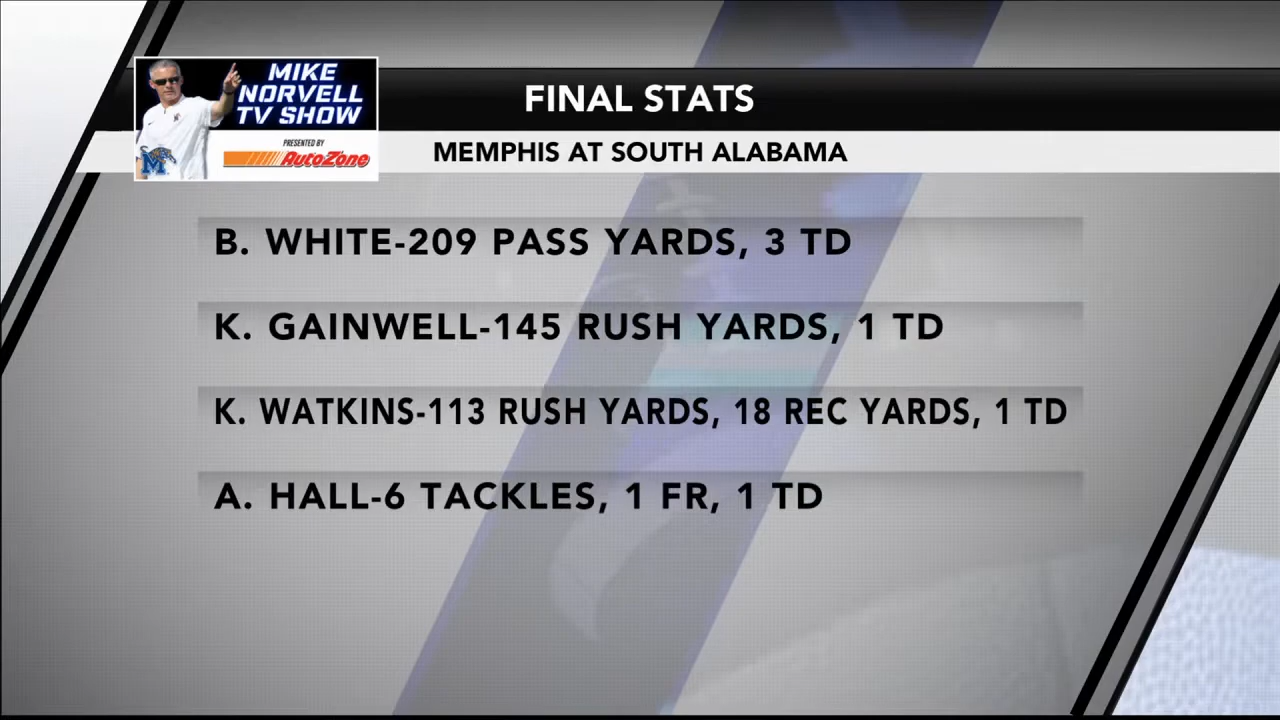 MIKE
NORVELL
TV SHOW
PRESENTED BY
AutoZone
M
FINAL STATS
MEMPHIS AT SOUTH ALABAMA
B. WHITE-209 PASS YARDS, 3 TD
K. GAINWELL-145 RUSH YARDS, 1 TD
K. WATKINS-113 RUSH YARDS, 18 REC YARDS, 1 TD
A. HALL-6 TACKLES, 1 FR, 1 TD